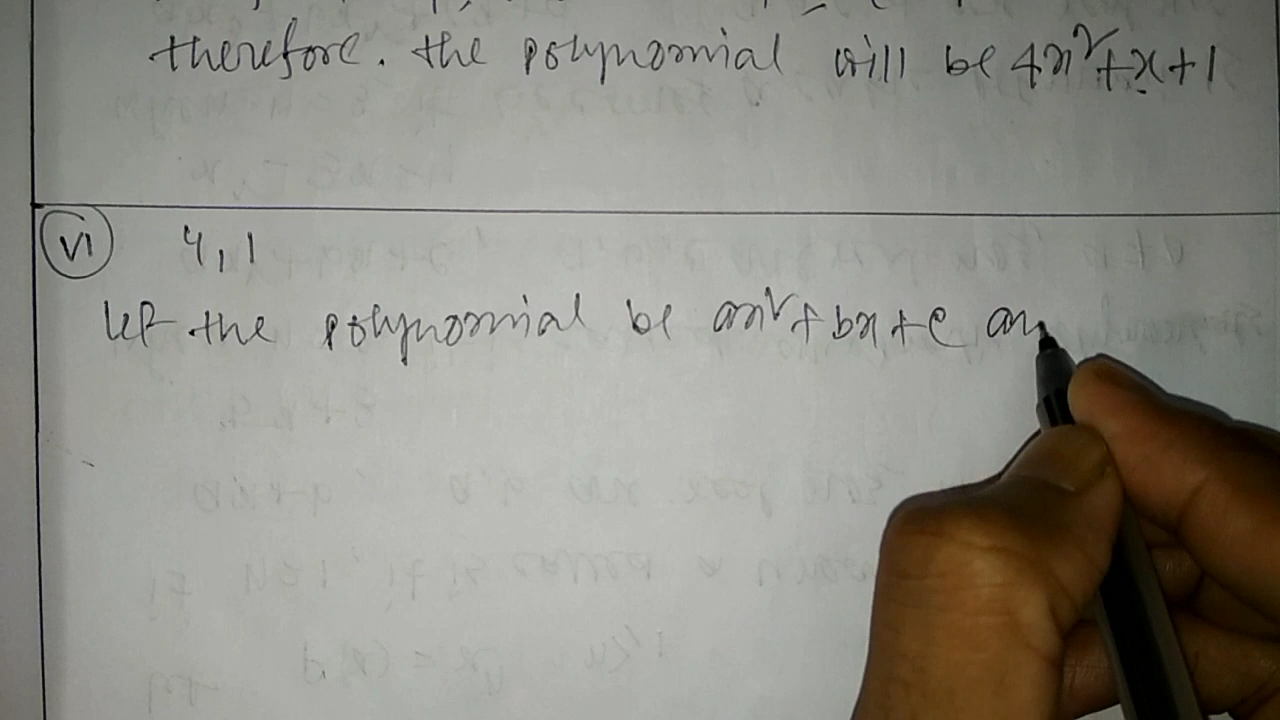 therefore. the polynomial will be 4x²+x+1
(vi) 4,1
let the polynomial be ax²+bx+c an